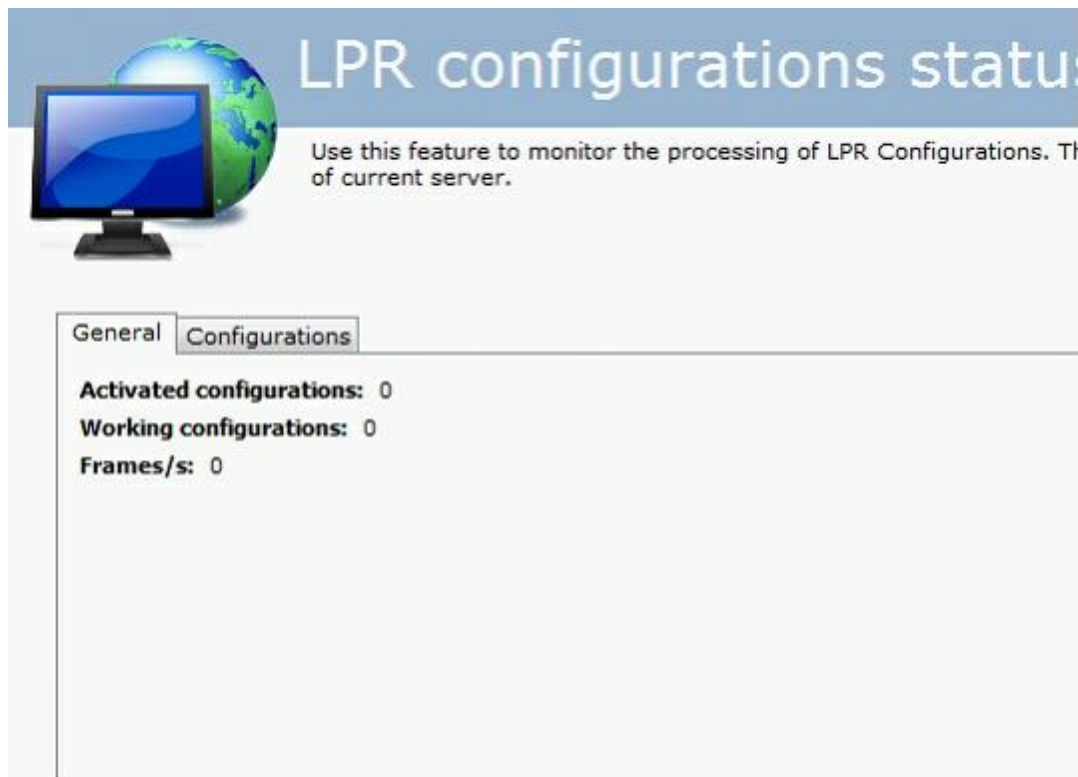 LPR configurations
Use this feature to monitor the processing of LPR Configurations.
of current server.
General
Configurations
Activated configurations: 0
Working configurations: 0
Frames/s: 0